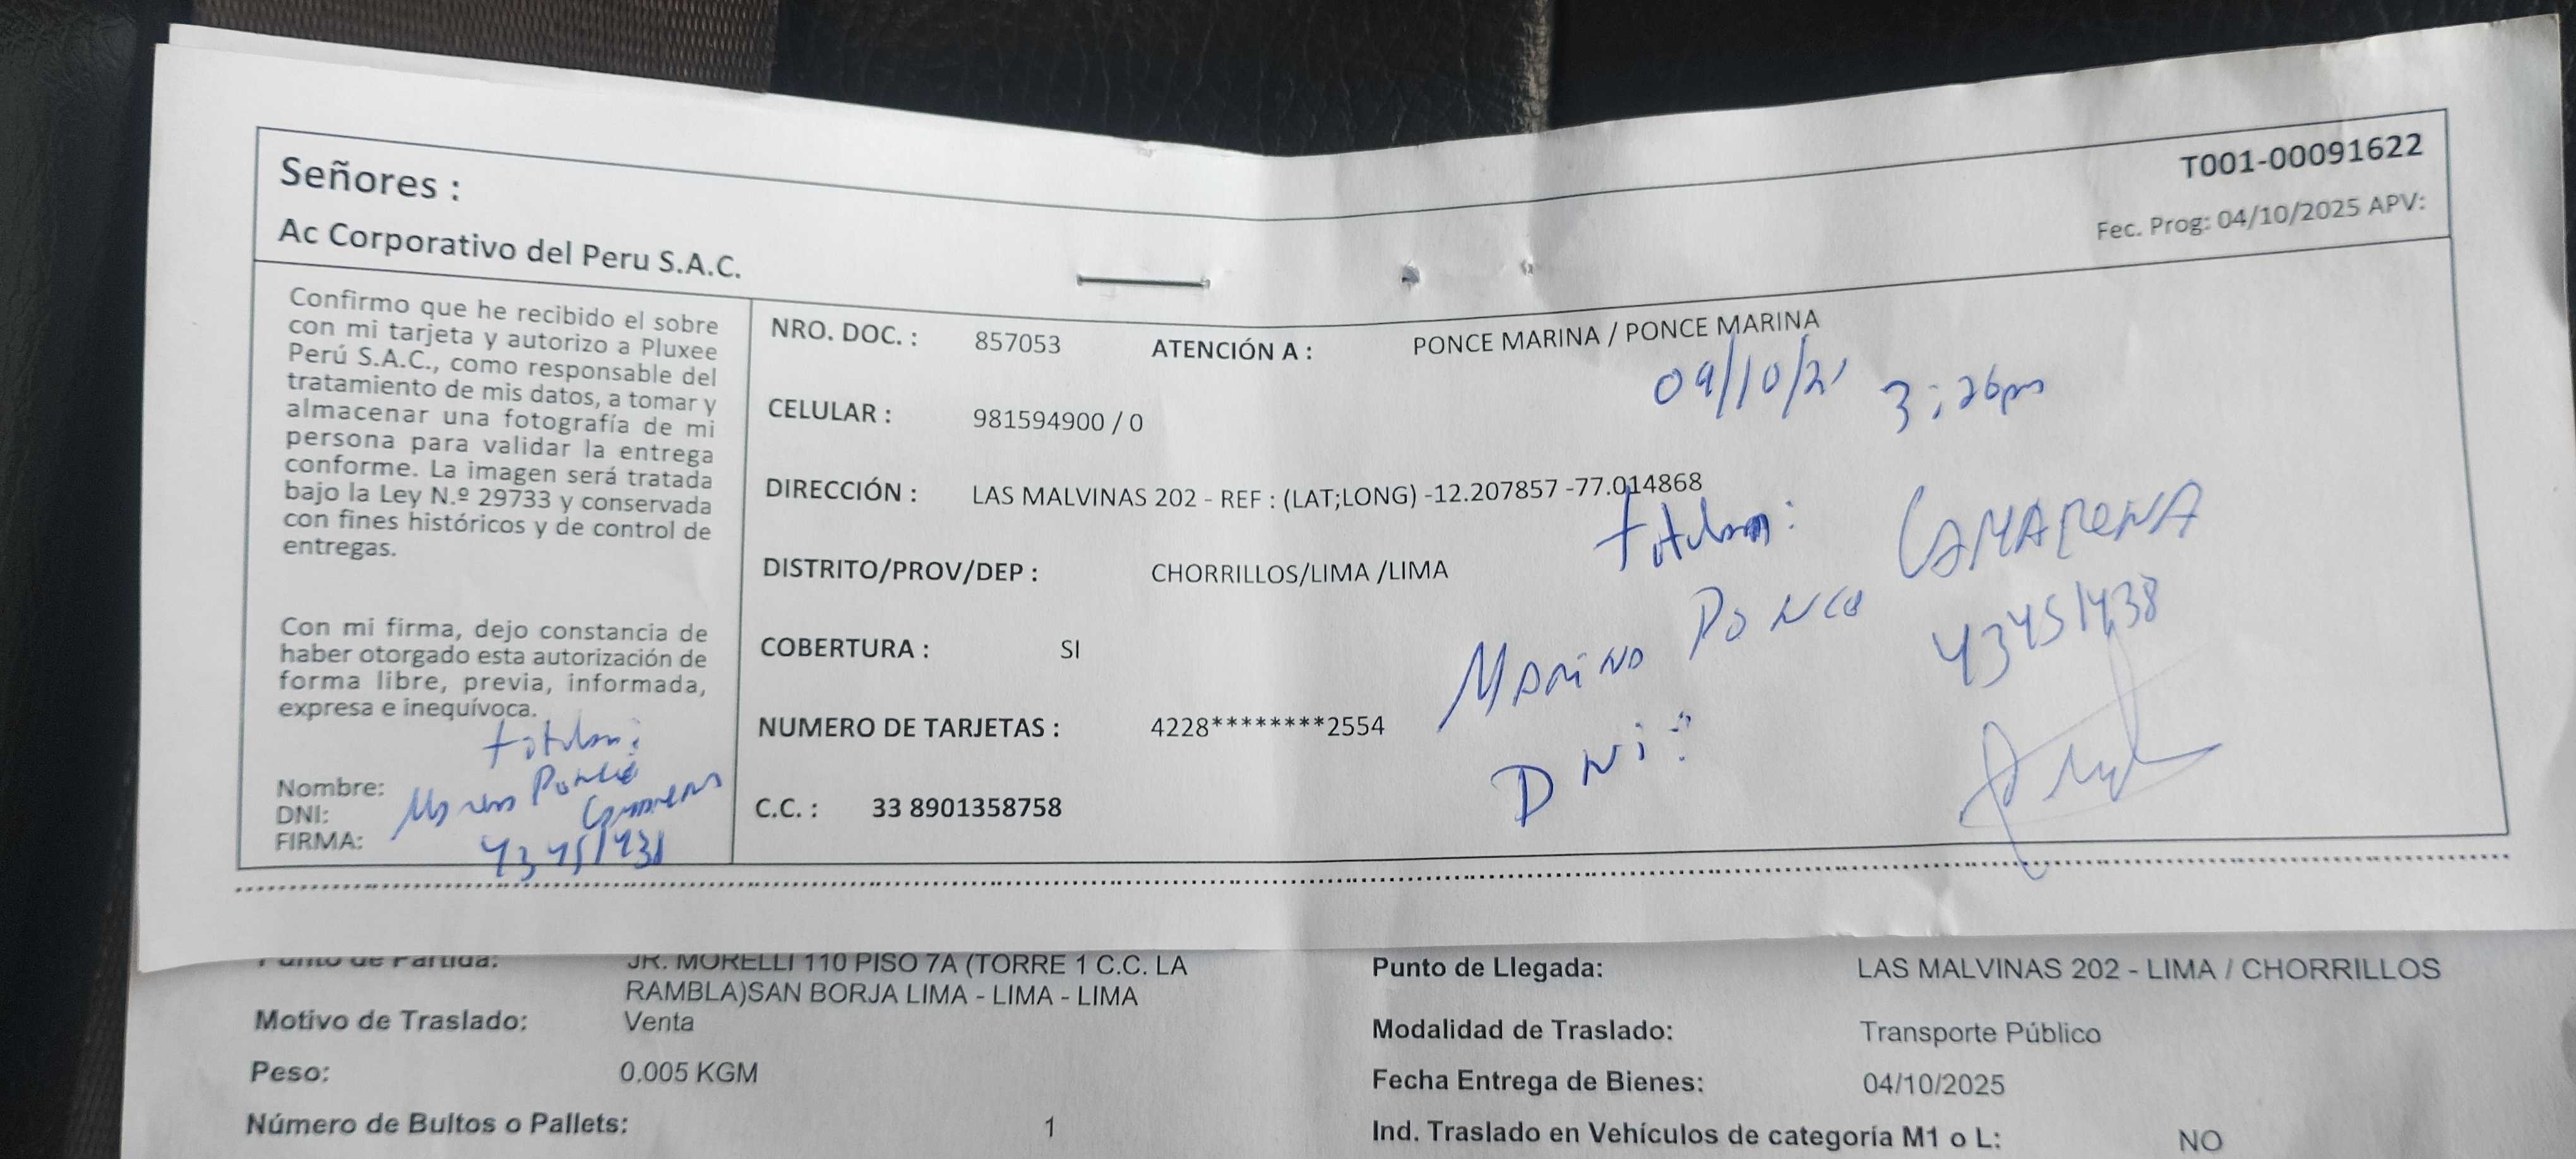 Señores :
Ac Corporativo del Peru S.A.C.
T001-00091622
Fec. Prog: 04/10/2025 APV:
Confirmo que he recibido el sobre
con mi tarjeta y autorizo a Pluxee
Perú S.A.C., como responsable del
tratamiento de mis datos, a tomar y
almacenar una fotografía de mi
persona para validar la entrega
conforme. La imagen será tratada
bajo la Ley N.º 29733 y conservada
con fines históricos y de control de
entregas.
Con mi firma, dejo constancia de
haber otorgado esta autorización de
forma libre, previa, informada,
expresa e inequívoca.
Nombre:
DNI:
FIRMA:
Ponce
NRO. DOC. : 857053 ATENCIÓN A : PONCE MARINA / PONCE MARINA
09/10/2 3:26pm
CELULAR : 981594900 / 0
DIRECCIÓN : LAS MALVINAS 202 - REF : (LAT;LONG) -12.207857 -77.014868
DISTRITO/PROV/DEP : CHORRILLOS/LIMA /LIMA
COBERTURA : SI
NUMERO DE TARJETAS : 4228********2554
C.C. : 33 8901358758
Marino Ponce CAMARENA
DNi: 43451438
Punto de Partida: JR. MORELLI 110 PISO 7A (TORRE 1 C.C. LA
RAMBLA)SAN BORJA LIMA - LIMA - LIMA
Motivo de Traslado: Venta
Peso: 0.005 KGM
Número de Bultos o Pallets: 1
Punto de Llegada: LAS MALVINAS 202 - LIMA / CHORRILLOS
Modalidad de Traslado: Transporte Público
Fecha Entrega de Bienes: 04/10/2025
Ind. Traslado en Vehículos de categoría M1 o L: NO